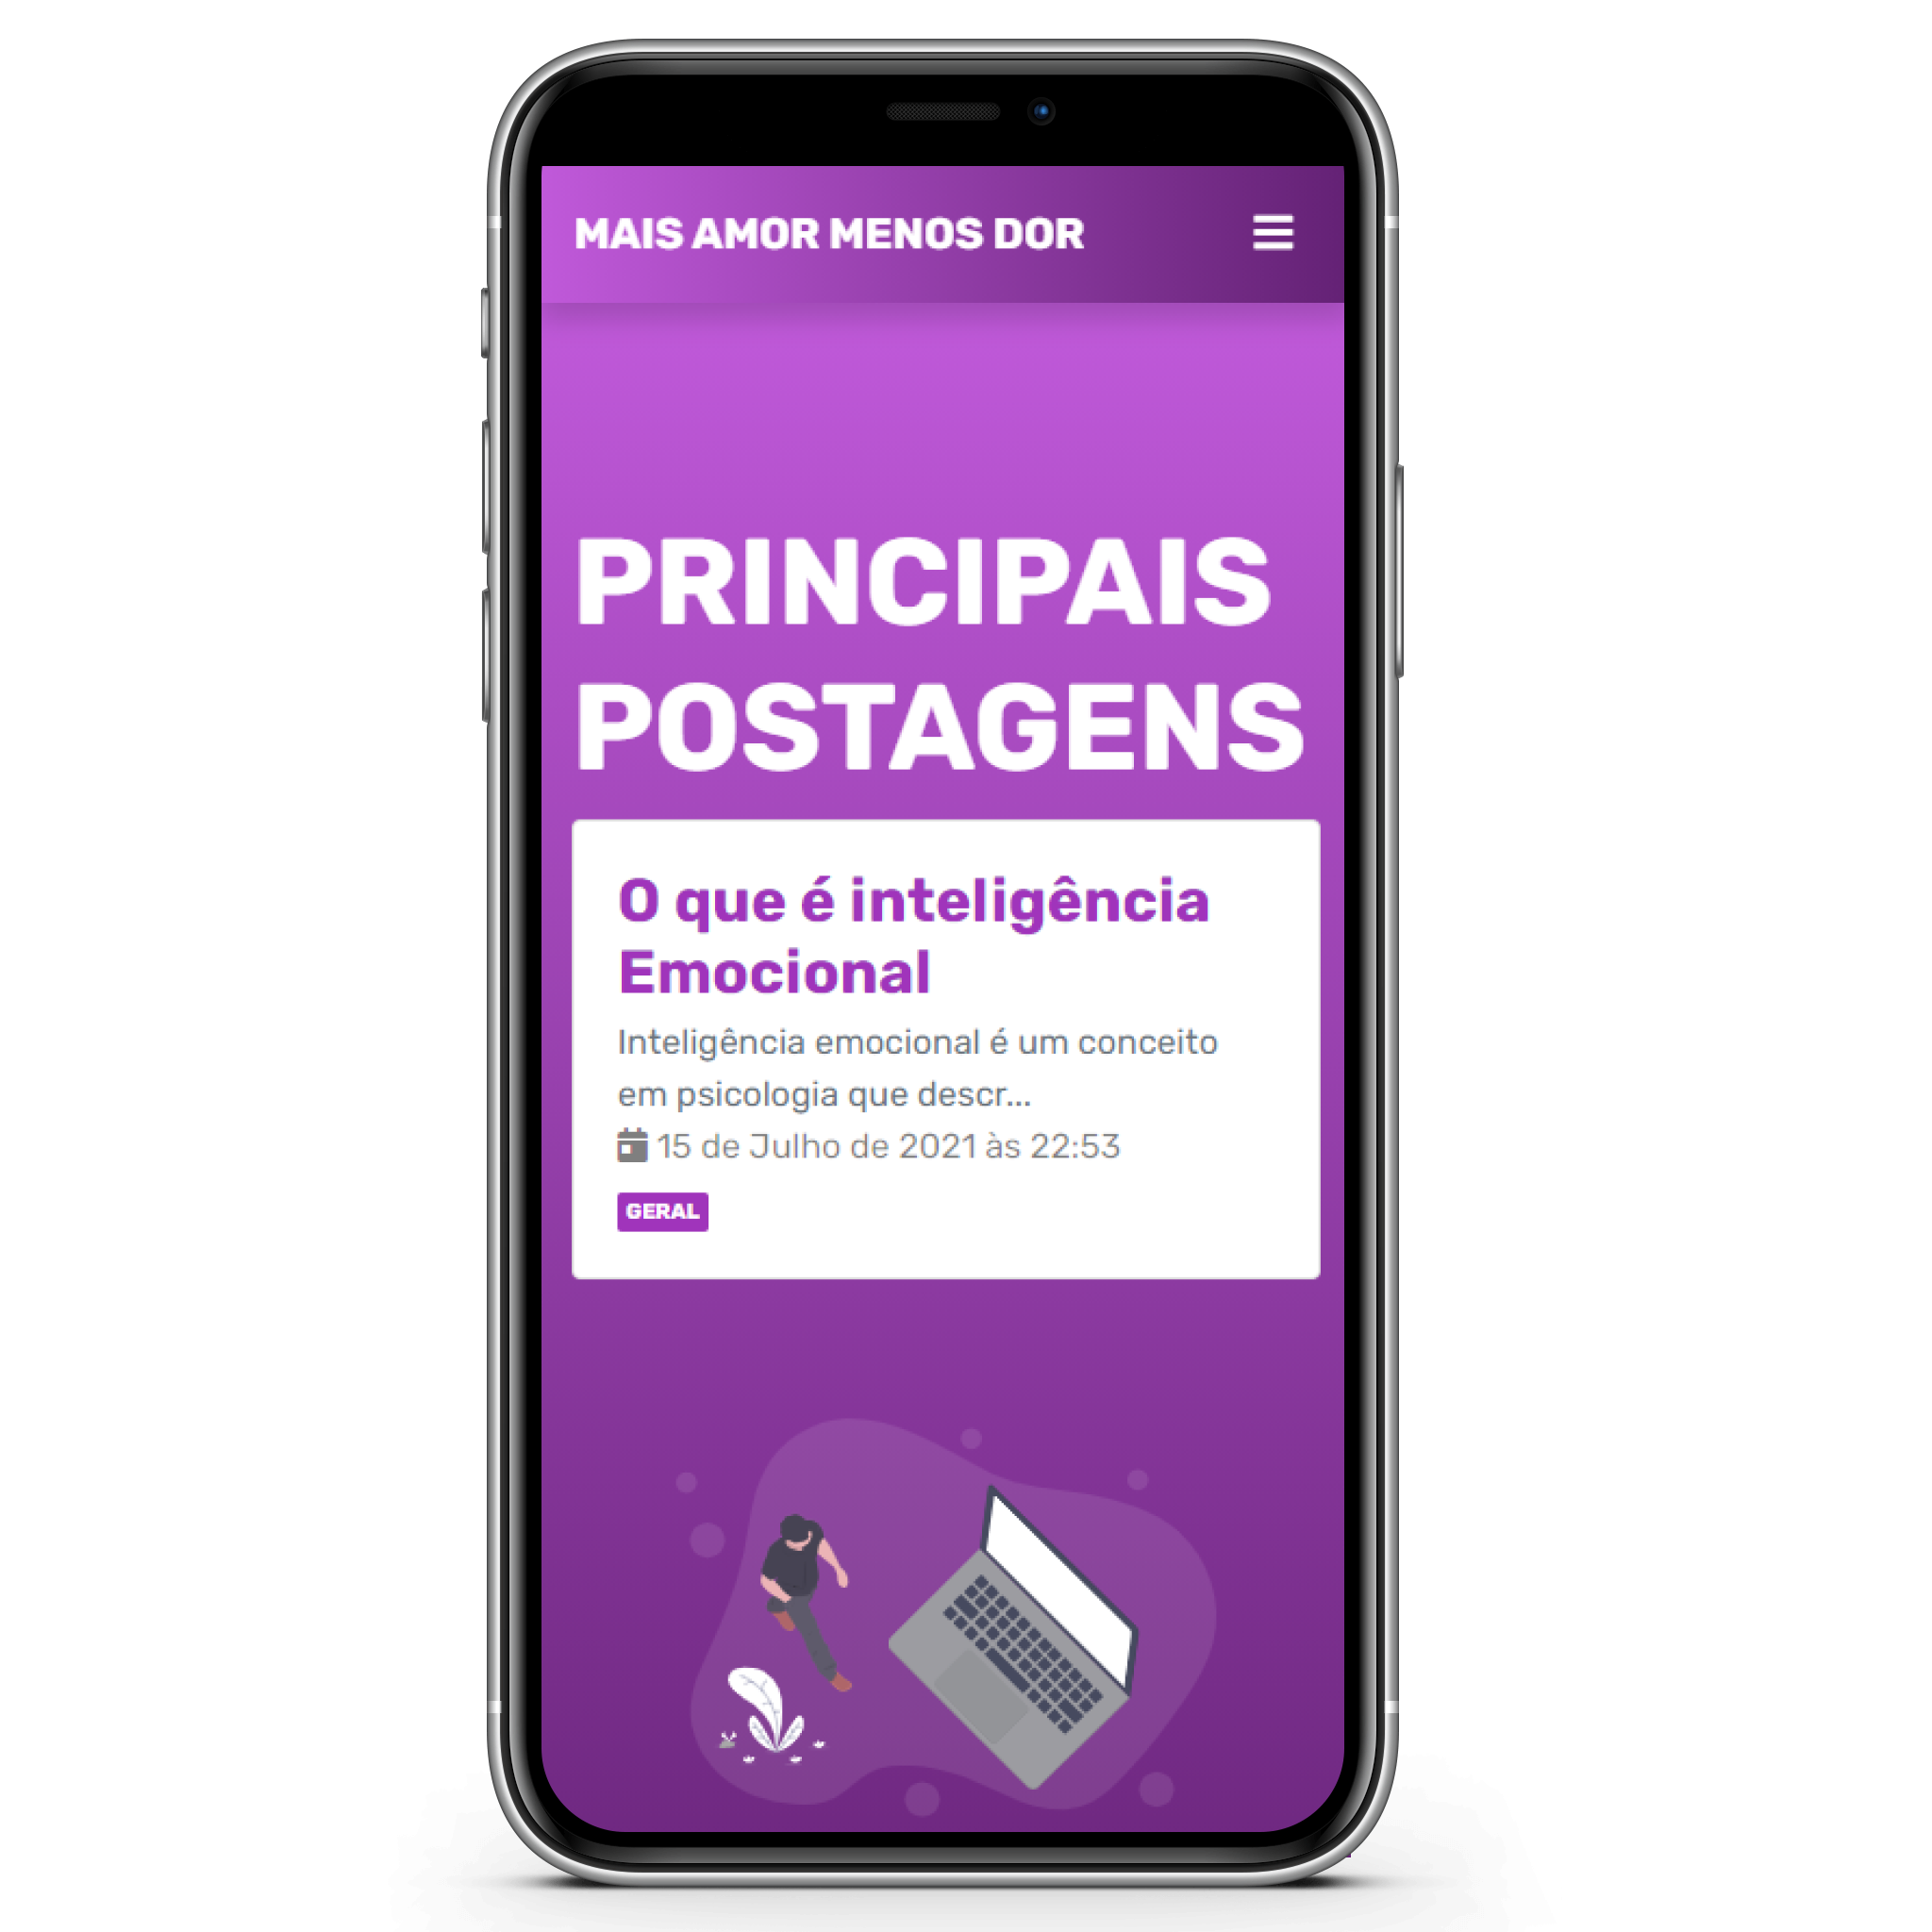 MAIS AMOR MENOS DOR
PRINCIPAIS
POSTAGENS
O que é inteligência
Emocional
Inteligência emocional é um conceito
em psicologia que descr...
15 de Julho de 2021 às 22:53
GERAL